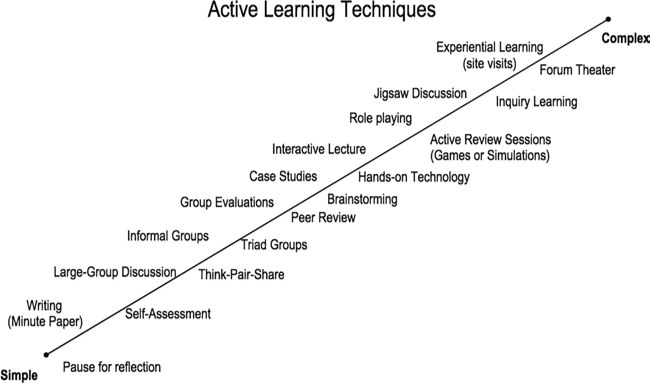 Active Learning Techniques
Complex
Experiential Learning
(site visits)
Forum Theater
Jigsaw Discussion
Inquiry Learning
Role playing
Active Review Sessions
(Games or Simulations)
Interactive Lecture
Case Studies
Hands-on Technology
Group Evaluations
Brainstorming
Peer Review
Informal Groups
Triad Groups
Large-Group Discussion
Think-Pair-Share
Writing
(Minute Paper)
Self-Assessment
Simple
Pause for reflection